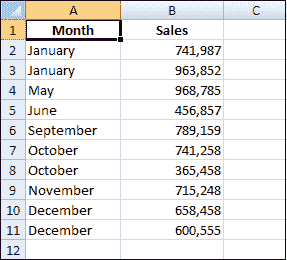 A B C
1 Month Sales
2 January 741,987
3 January 963,852
4 May 968,785
5 June 456,857
6 September 789,159
7 October 741,258
8 October 365,458
9 November 715,248
10 December 658,458
11 December 600,555
12